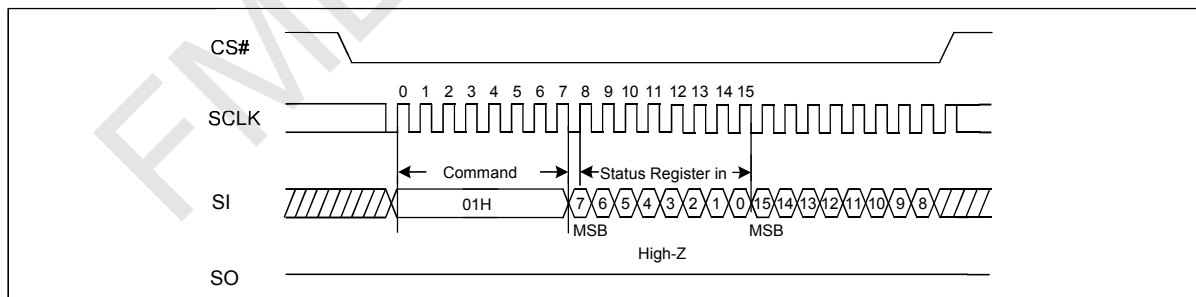 CS#
0 1 2 3 4 5 6 7 8 9 10 11 12 13 14 15
SCLK
Command
Status Register in
SI
01H
7 6 5 4 3 2 1 0 15 14 13 12 11 10 9 8
MSB
MSB
High-Z
SO